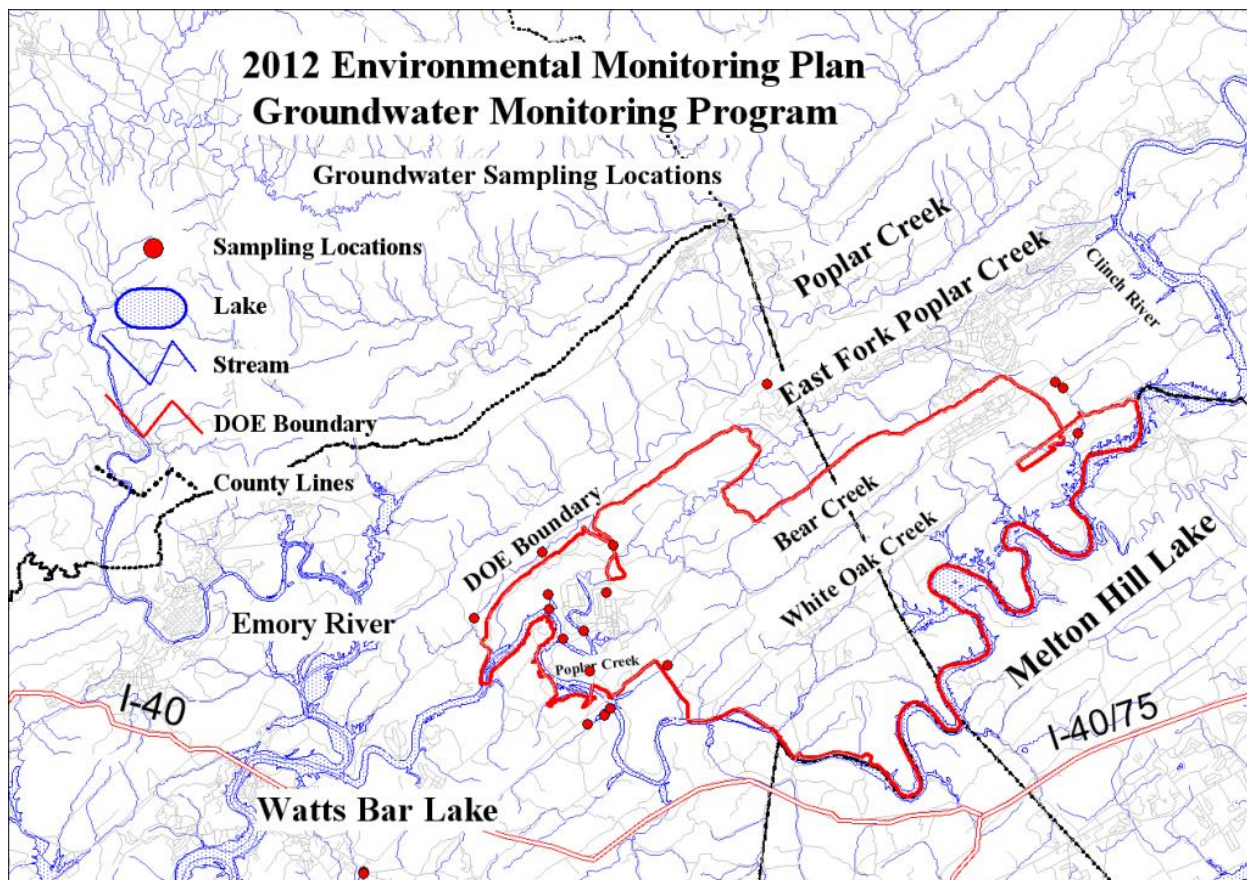 2012 Environmental Monitoring Plan
Groundwater Monitoring Program
Groundwater Sampling Locations
Sampling Locations
Lake
Stream
DOE Boundary
County Lines
Poplar Creek
East Fork Poplar Creek
Clinch River
DOE Boundary
Bear Creek
White Oak Creek
Melton Hill Lake
Emory River
Poplar Creek
I-40
I-40/75
Watts Bar Lake